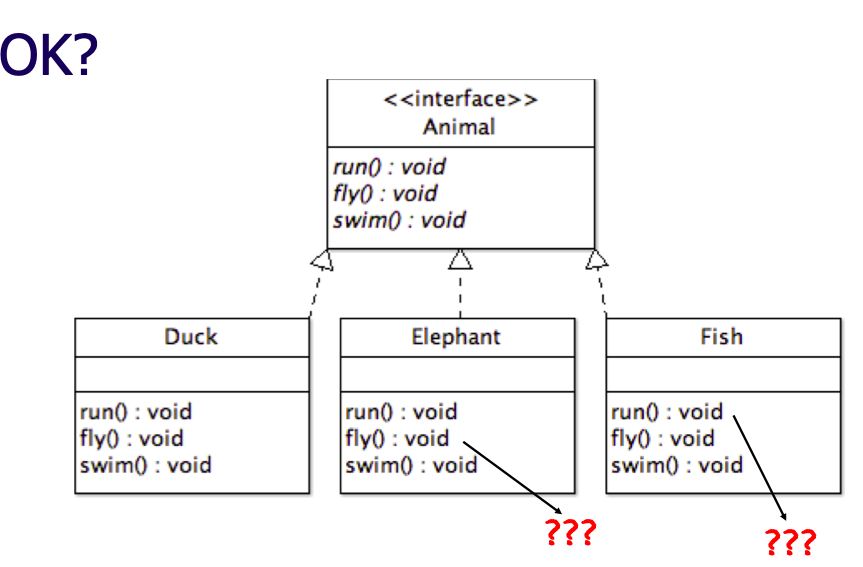 OK?
<<interface>>
Animal
run() : void
fly() : void
swim() : void
Duck
run() : void
fly() : void
swim() : void
Elephant
run() : void
fly() : void
swim() : void
???
Fish
run() : void
fly() : void
swim() : void
???